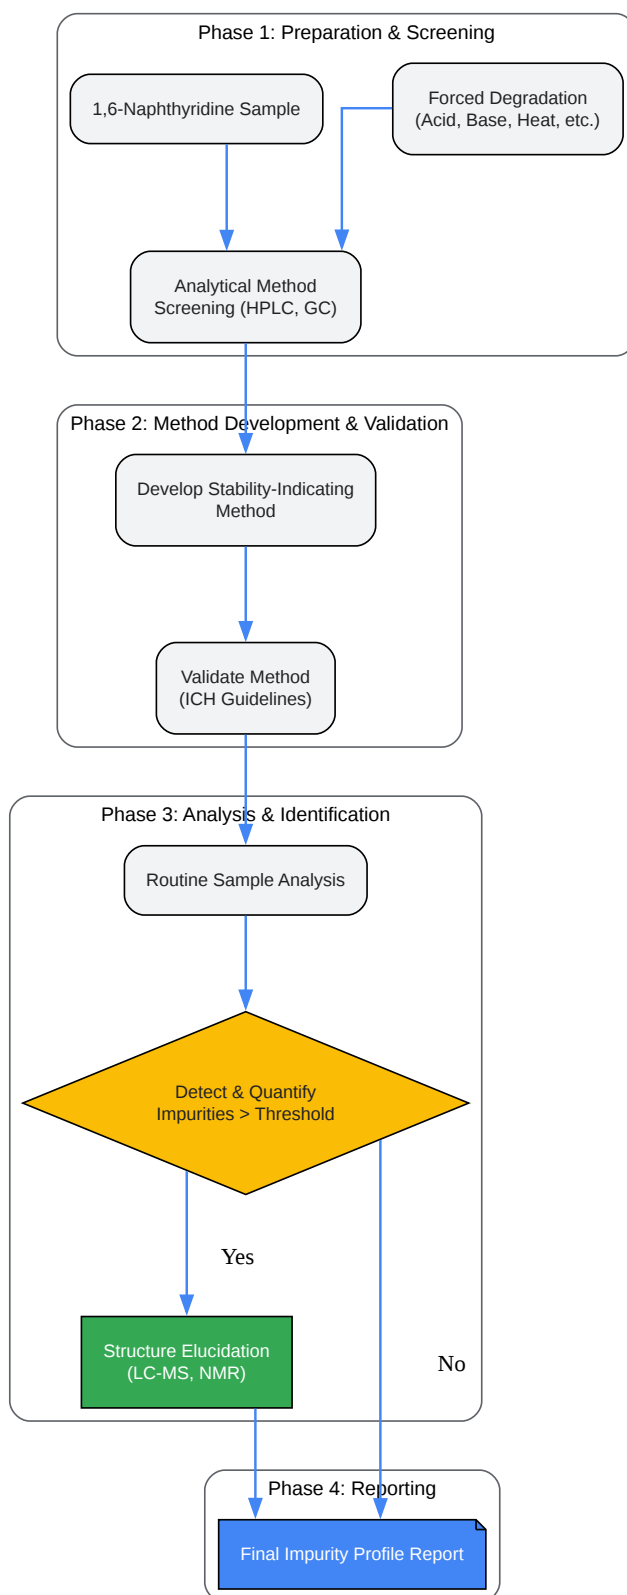 Phase 1: Preparation & Screening
1,6-Naphthyridine Sample
Forced Degradation
(Acid, Base, Heat, etc.)
Analytical Method
Screening (HPLC, GC)
Phase 2: Method Development & Validation
Develop Stability-Indicating
Method
Validate Method
(ICH Guidelines)
Phase 3: Analysis & Identification
Routine Sample Analysis
Detect & Quantify
Impurities > Threshold
Yes
Structure Elucidation
(LC-MS, NMR)
No
Phase 4: Reporting
Final Impurity Profile Report